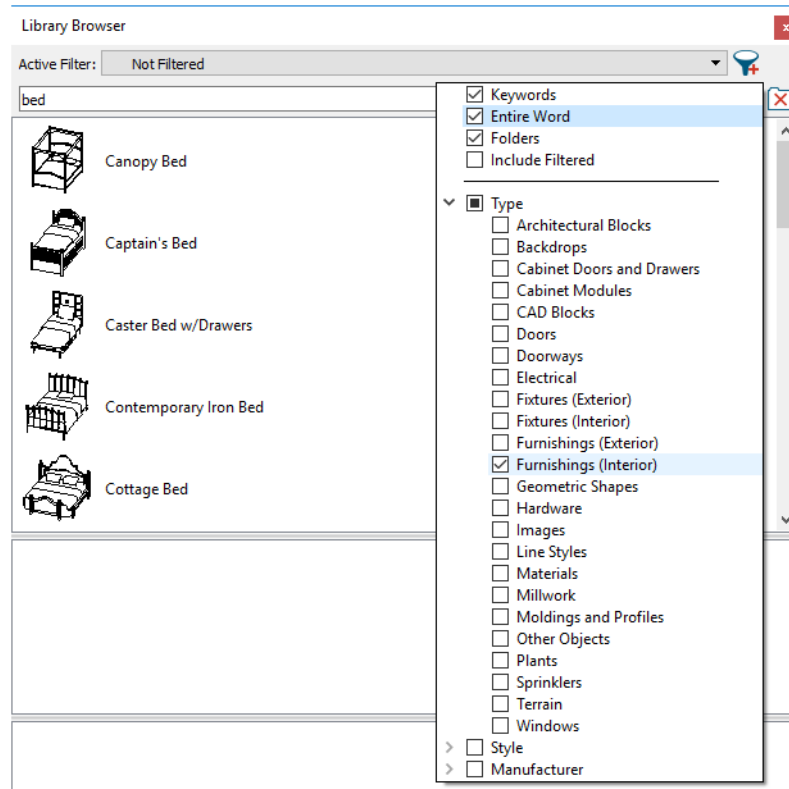 Library Browser
Active Filter: Not Filtered
bed
Canopy Bed
Captain's Bed
Caster Bed w/Drawers
Contemporary Iron Bed
Cottage Bed
Keywords
Entire Word
Folders
Include Filtered
Type
Architectural Blocks
Backdrops
Cabinet Doors and Drawers
Cabinet Modules
CAD Blocks
Doors
Doorways
Electrical
Fixtures (Exterior)
Fixtures (Interior)
Furnishings (Exterior)
Furnishings (Interior)
Geometric Shapes
Hardware
Images
Line Styles
Materials
Millwork
Moldings and Profiles
Other Objects
Plants
Sprinklers
Terrain
Windows
Style
Manufacturer